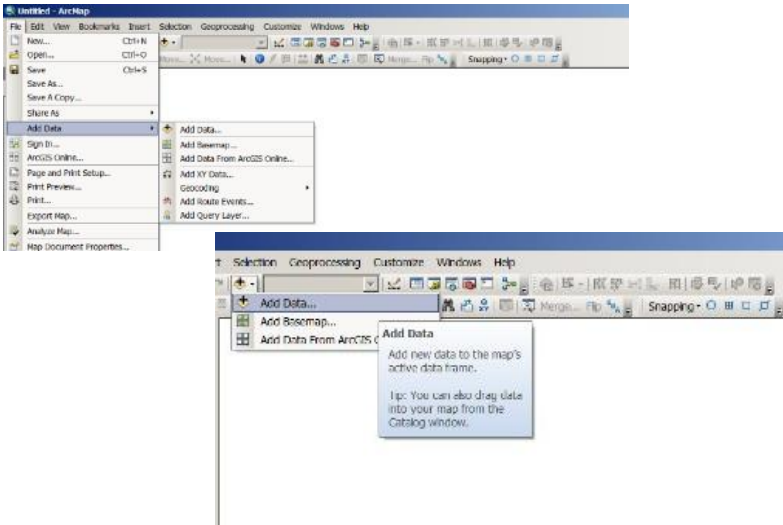 Untitled - ArcMap
File Edit View Bookmarks Insert Selection Geoprocessing Customize Windows Help
New... Ctrl+N
Open... Ctrl+O
Save Ctrl+S
Move... Move... Merge... Flip Snapping
Save As...
Save A Copy...
Share As
Add Data
Add Data...
Sign In...
Add Basemap...
ArcGIS Online...
Add Data From ArcGIS Online...
Page and Print Setup...
Add XY Data...
Print Preview...
Geocoding
Print...
Add Route Events...
Export Map...
Add Query Layer...
Analyze Map...
Map Document Properties...
t Selection Geoprocessing Customize Windows Help
Add Data...
Merge... Flip Snapping
Add Basemap...
Add Data From ArcGIS
Add Data
Add new data to the map's
active data frame.
Tip: You can also drag data
into your map from the
Catalog window.